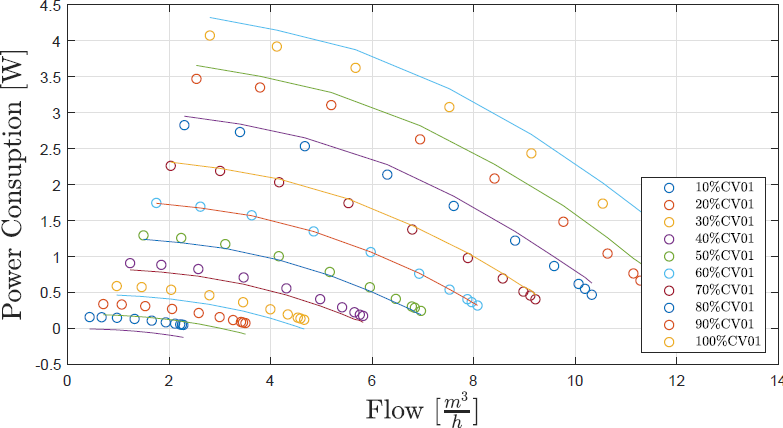 Power Consuption [W]
4.5
4
3.5
3
2.5
2
1.5
1
0.5
0
-0.5
0 2 4 6 8 10 12 14
Flow [m³/h]
10%CV01
20%CV01
30%CV01
40%CV01
50%CV01
60%CV01
70%CV01
80%CV01
90%CV01
100%CV01